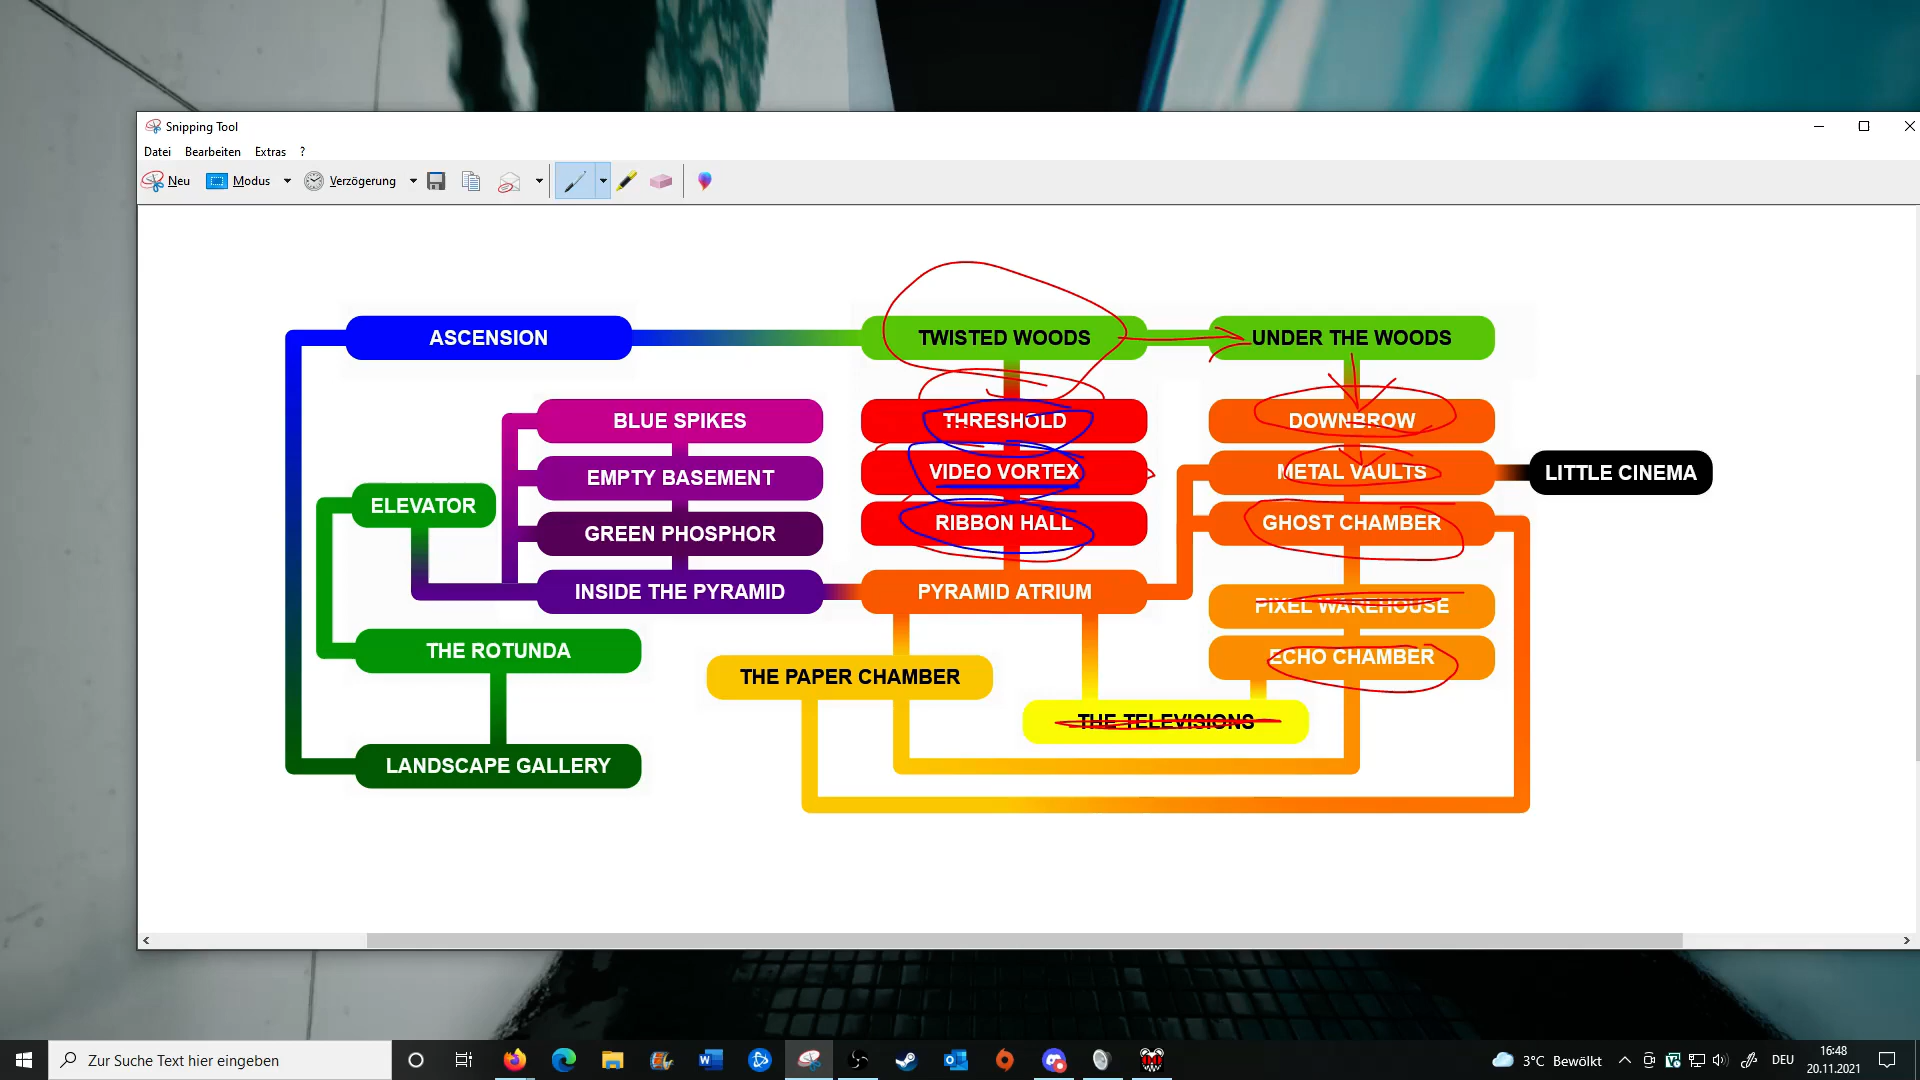 Snipping Tool
Datei Bearbeiten Extras ?
Neu Modus Verzögerung
ASCENSION
TWISTED WOODS
UNDER THE WOODS
BLUE SPIKES
THRESHOLD
DOWNBROW
EMPTY BASEMENT
VIDEO VORTEX
METAL VAULTS
LITTLE CINEMA
ELEVATOR
GREEN PHOSPHOR
RIBBON HALL
GHOST CHAMBER
INSIDE THE PYRAMID
PYRAMID ATRIUM
PIXEL WAREHOUSE
THE ROTUNDA
THE PAPER CHAMBER
ECHO CHAMBER
THE TELEVISIONS
LANDSCAPE GALLERY
Zur Suche Text hier eingeben
3°C Bewölkt
DEU
16:48
20.11.2021